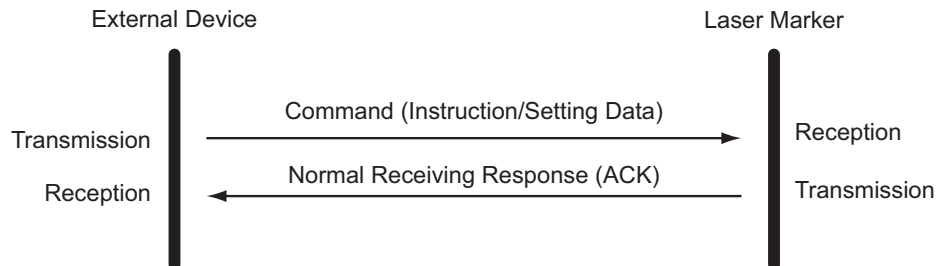 External Device
Laser Marker
Command (Instruction/Setting Data)
Transmission
Reception
Normal Receiving Response (ACK)
Reception
Transmission